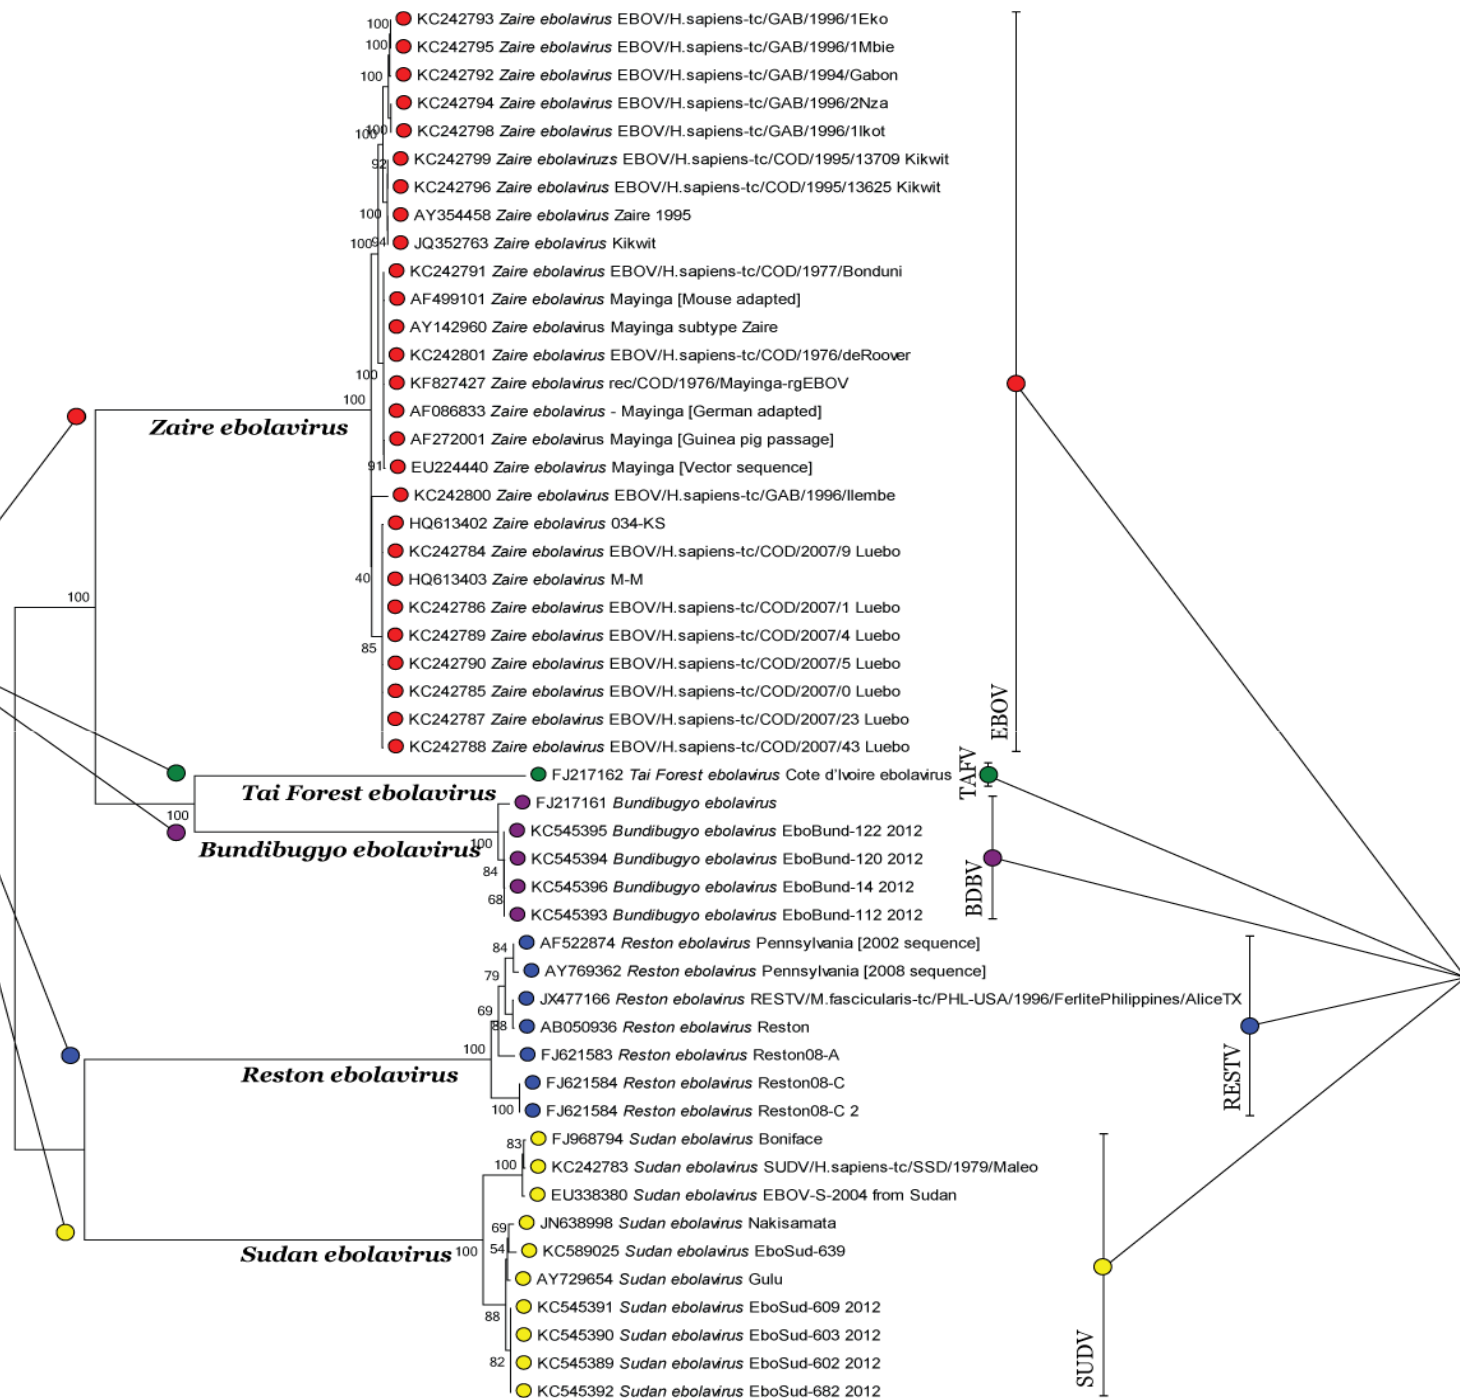 100 KC242793 Zaire ebolavirus EBOV/H.sapiens-tc/GAB/1996/1Eko
100 KC242795 Zaire ebolavirus EBOV/H.sapiens-tc/GAB/1996/1Mbie
100 KC242792 Zaire ebolavirus EBOV/H.sapiens-tc/GAB/1994/Gabon
KC242794 Zaire ebolavirus EBOV/H.sapiens-tc/GAB/1996/2Nza
100 100 KC242798 Zaire ebolavirus EBOV/H.sapiens-tc/GAB/1996/1Ikot
92 KC242799 Zaire ebolaviruzs EBOV/H.sapiens-tc/COD/1995/13709 Kikwit
KC242796 Zaire ebolavirus EBOV/H.sapiens-tc/COD/1995/13625 Kikwit
100 AY354458 Zaire ebolavirus Zaire 1995
100 94 JQ352763 Zaire ebolavirus Kikwit
KC242791 Zaire ebolavirus EBOV/H.sapiens-tc/COD/1977/Bonduni
AF499101 Zaire ebolavirus Mayinga [Mouse adapted]
AY142960 Zaire ebolavirus Mayinga subtype Zaire
KC242801 Zaire ebolavirus EBOV/H.sapiens-tc/COD/1976/deRoover
100 KF827427 Zaire ebolavirus rec/COD/1976/Mayinga-rgEBOV
100
AF086833 Zaire ebolavirus - Mayinga [German adapted]
Zaire ebolavirus
AF272001 Zaire ebolavirus Mayinga [Guinea pig passage]
91 EU224440 Zaire ebolavirus Mayinga [Vector sequence]
KC242800 Zaire ebolavirus EBOV/H.sapiens-tc/GAB/1996/Ilembe
HQ613402 Zaire ebolavirus 034-KS
KC242784 Zaire ebolavirus EBOV/H.sapiens-tc/COD/2007/9 Luebo
40 HQ613403 Zaire ebolavirus M-M
100
KC242786 Zaire ebolavirus EBOV/H.sapiens-tc/COD/2007/1 Luebo
KC242789 Zaire ebolavirus EBOV/H.sapiens-tc/COD/2007/4 Luebo
85
KC242790 Zaire ebolavirus EBOV/H.sapiens-tc/COD/2007/5 Luebo
KC242785 Zaire ebolavirus EBOV/H.sapiens-tc/COD/2007/0 Luebo
EBOV
KC242787 Zaire ebolavirus EBOV/H.sapiens-tc/COD/2007/23 Luebo
KC242788 Zaire ebolavirus EBOV/H.sapiens-tc/COD/2007/43 Luebo
FJ217162 Tai Forest ebolavirus Cote d'Ivoire ebolavirus
TAFV
Tai Forest ebolavirus
FJ217161 Bundibugyo ebolavirus
100
KC545395 Bundibugyo ebolavirus EboBund-122 2012
100
Bundibugyo ebolavirus
KC545394 Bundibugyo ebolavirus EboBund-120 2012
84
KC545396 Bundibugyo ebolavirus EboBund-14 2012
BDBV
68
KC545393 Bundibugyo ebolavirus EboBund-112 2012
84 AF522874 Reston ebolavirus Pennsylvania [2002 sequence]
79 AY769362 Reston ebolavirus Pennsylvania [2008 sequence]
JX477166 Reston ebolavirus RESTV/M.fascicularis-tc/PHL-USA/1996/FerlitePhilippines/AliceTX
69
88 AB050936 Reston ebolavirus Reston
100 FJ621583 Reston ebolavirus Reston08-A
Reston ebolavirus
FJ621584 Reston ebolavirus Reston08-C
RESTV
100 FJ621584 Reston ebolavirus Reston08-C 2
83 FJ968794 Sudan ebolavirus Boniface
100 KC242783 Sudan ebolavirus SUDV/H.sapiens-tc/SSD/1979/Maleo
EU338380 Sudan ebolavirus EBOV-S-2004 from Sudan
69 JN638998 Sudan ebolavirus Nakisamata
54 KC589025 Sudan ebolavirus EboSud-639
Sudan ebolavirus 100
AY729654 Sudan ebolavirus Gulu
KC545391 Sudan ebolavirus EboSud-609 2012
88
KC545390 Sudan ebolavirus EboSud-603 2012
82 KC545389 Sudan ebolavirus EboSud-602 2012
SUDV
KC545392 Sudan ebolavirus EboSud-682 2012